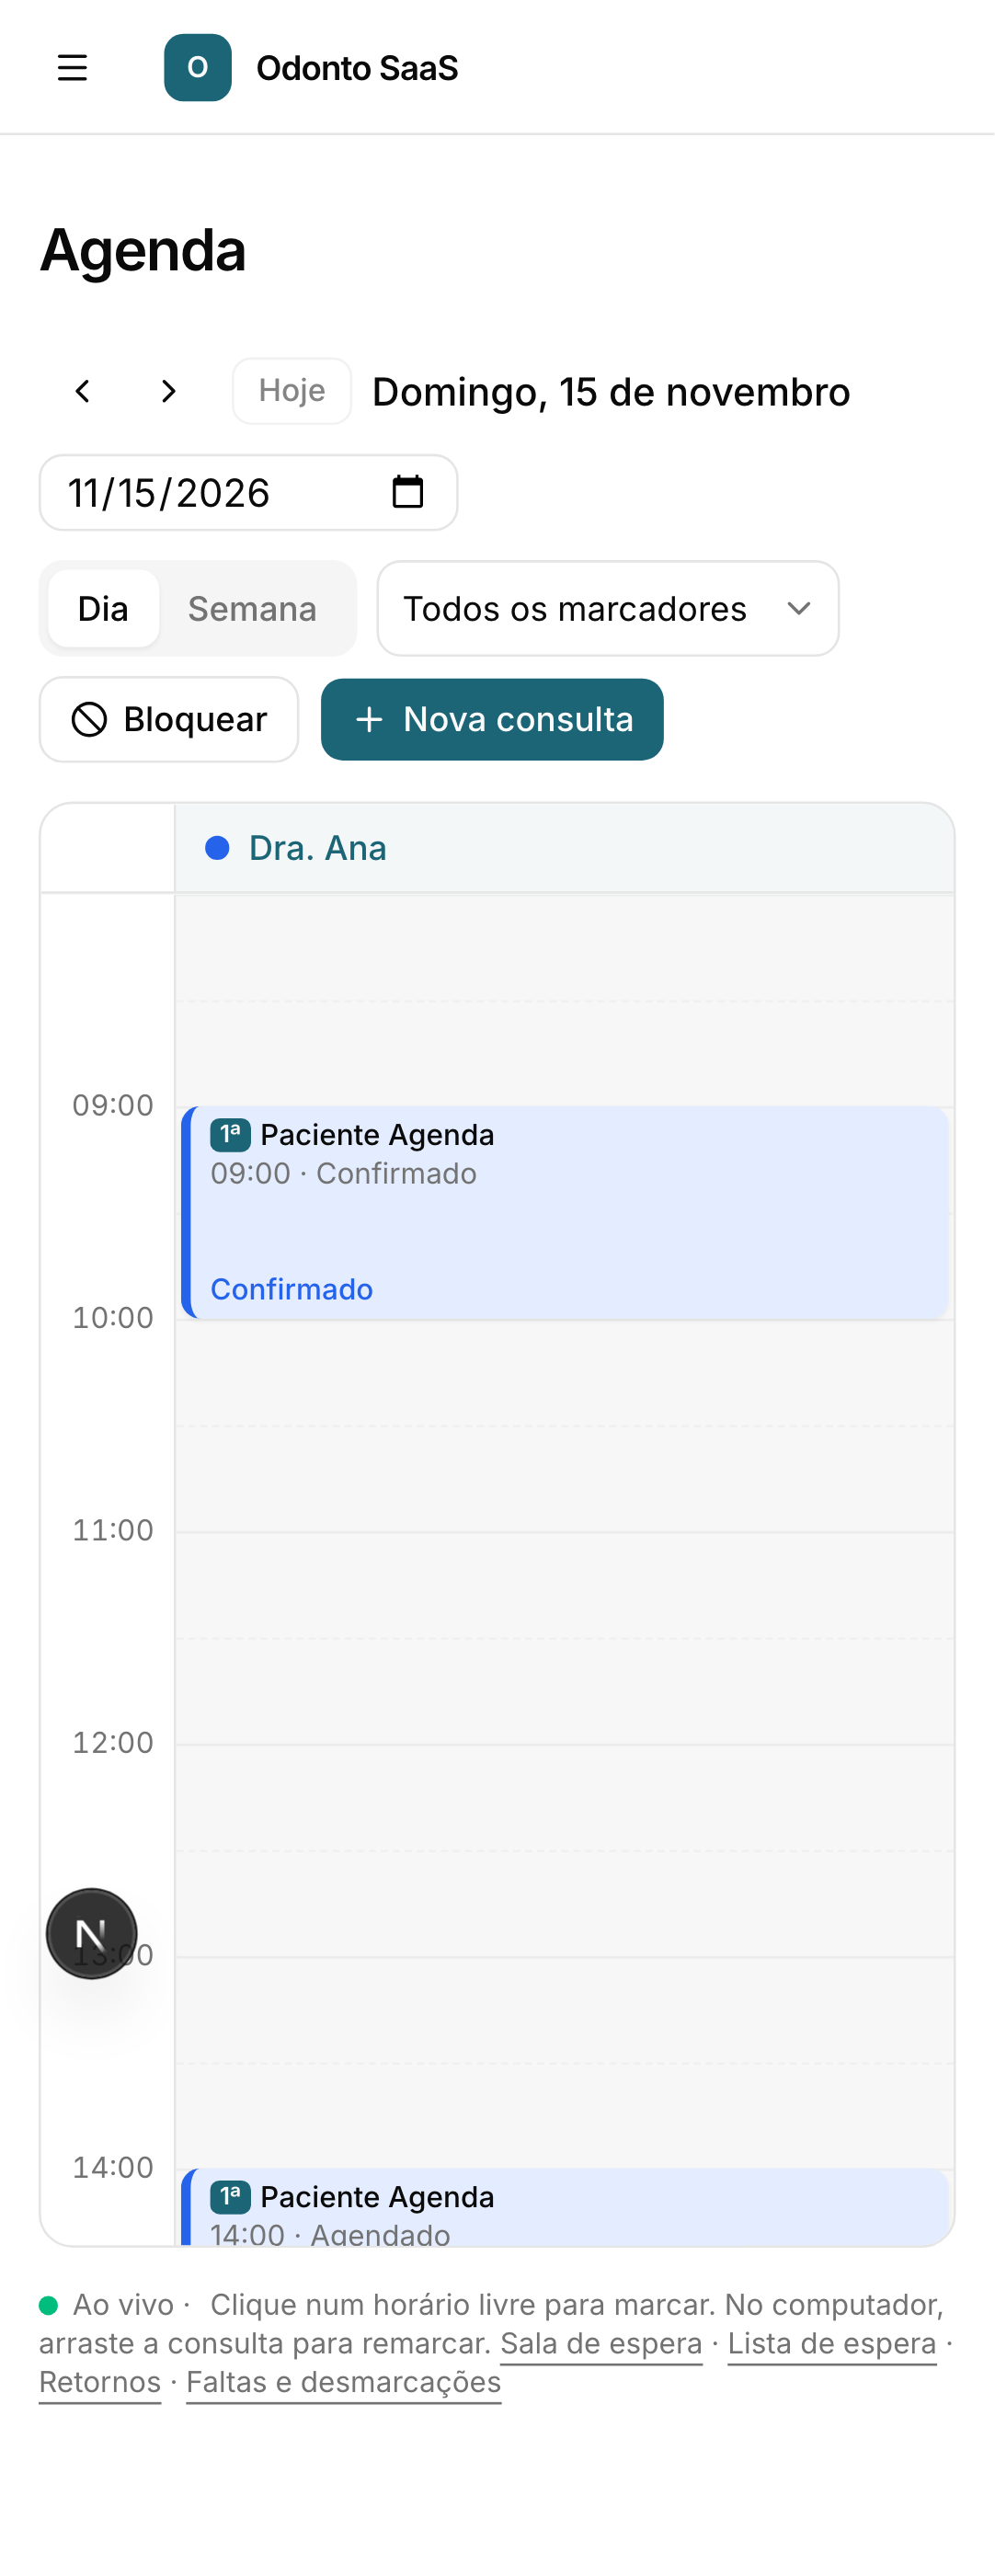 O Odonto SaaS
Agenda
Hoje Domingo, 15 de novembro
11/15/2026
Dia Semana Todos os marcadores
Bloquear + Nova consulta
Dra. Ana
09:00
1ª Paciente Agenda
09:00 · Confirmado
Confirmado
10:00
11:00
12:00
N
13:00
14:00
1ª Paciente Agenda
14:00 · Agendado
Ao vivo · Clique num horário livre para marcar. No computador,
arraste a consulta para remarcar. Sala de espera · Lista de espera ·
Retornos · Faltas e desmarcações